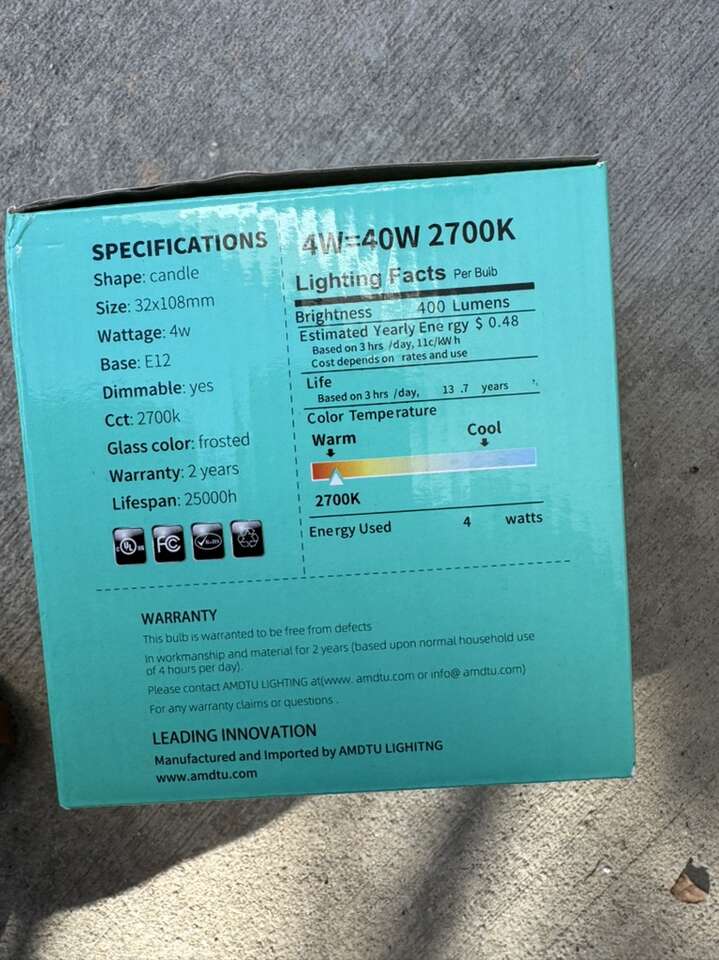 SPECIFICATIONS
Shape: candle
Size: 32x108mm
Wattage: 4w
Base: E12
Dimmable: yes
Cct: 2700k
Glass color: frosted
Warranty: 2 years
Lifespan: 25000h
UL
FC
4W=40W 2700K
Lighting Facts Per Bulb
Brightness 400 Lumens
Estimated Yearly Energy $ 0.48
Based on 3 hrs /day, 11c/kW h
Cost depends on rates and use
Life
Based on 3 hrs /day, 13 .7 years
Color Temperature
Warm Cool
2700K
Energy Used 4 watts
WARRANTY
This bulb is warranted to be free from defects
In workmanship and material for 2 years (based upon normal household use
of 4 hours per day).
Please contact AMDTU LIGHTING at(www. amdtu.com or info@ amdtu.com)
For any warranty claims or questions .
LEADING INNOVATION
Manufactured and Imported by AMDTU LIGHITNG
www.amdtu.com